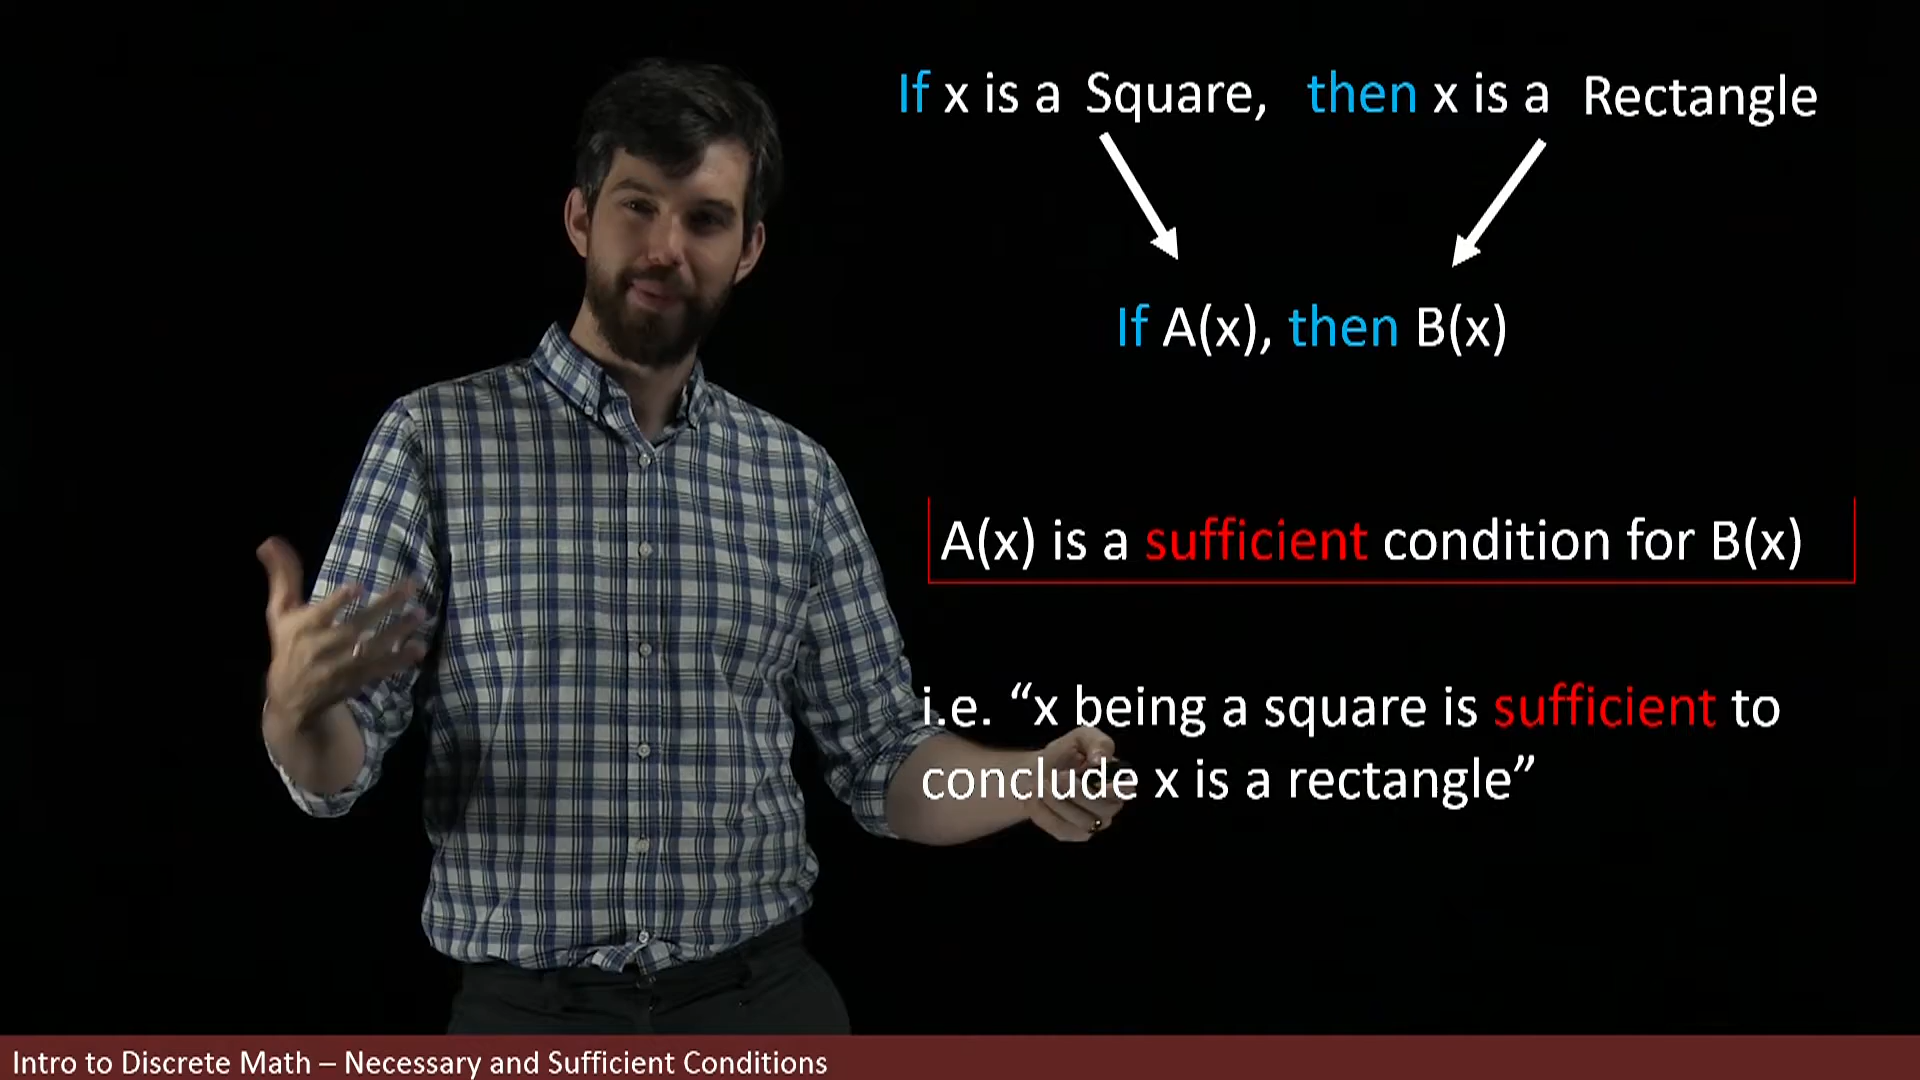 If x is a Square, then x is a Rectangle
If A(x), then B(x)
A(x) is a sufficient condition for B(x)
i.e. “x being a square is sufficient to
conclude x is a rectangle”
Intro to Discrete Math – Necessary and Sufficient Conditions